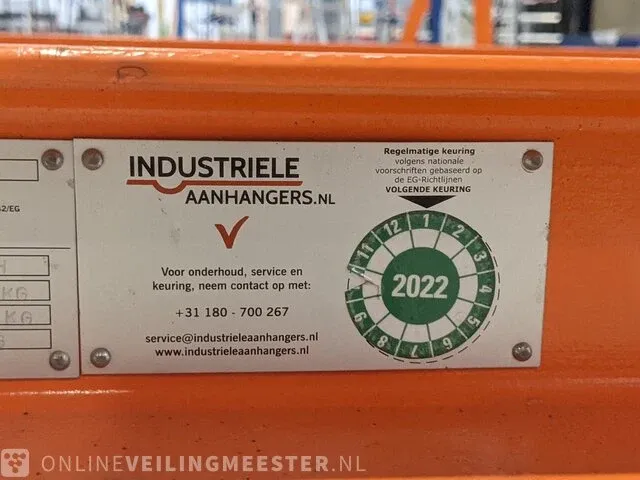 INDUSTRIELE
AANHANGERS.NL
Voor onderhoud, service en
keuring, neem contact op met:
+31 180 - 700 267
service@industrieleaanhangers.nl
www.industrieleaanhangers.nl
Regelmatige keuring
volgens nationale
voorschriften gebaseerd op
de EG-Richtlijnen
VOLGENDE KEURING
1
2
3
4
5
6
7
8
9
11
12
2022
2/EG
KG
KG
ONLINEVEILINGMEESTER.NL